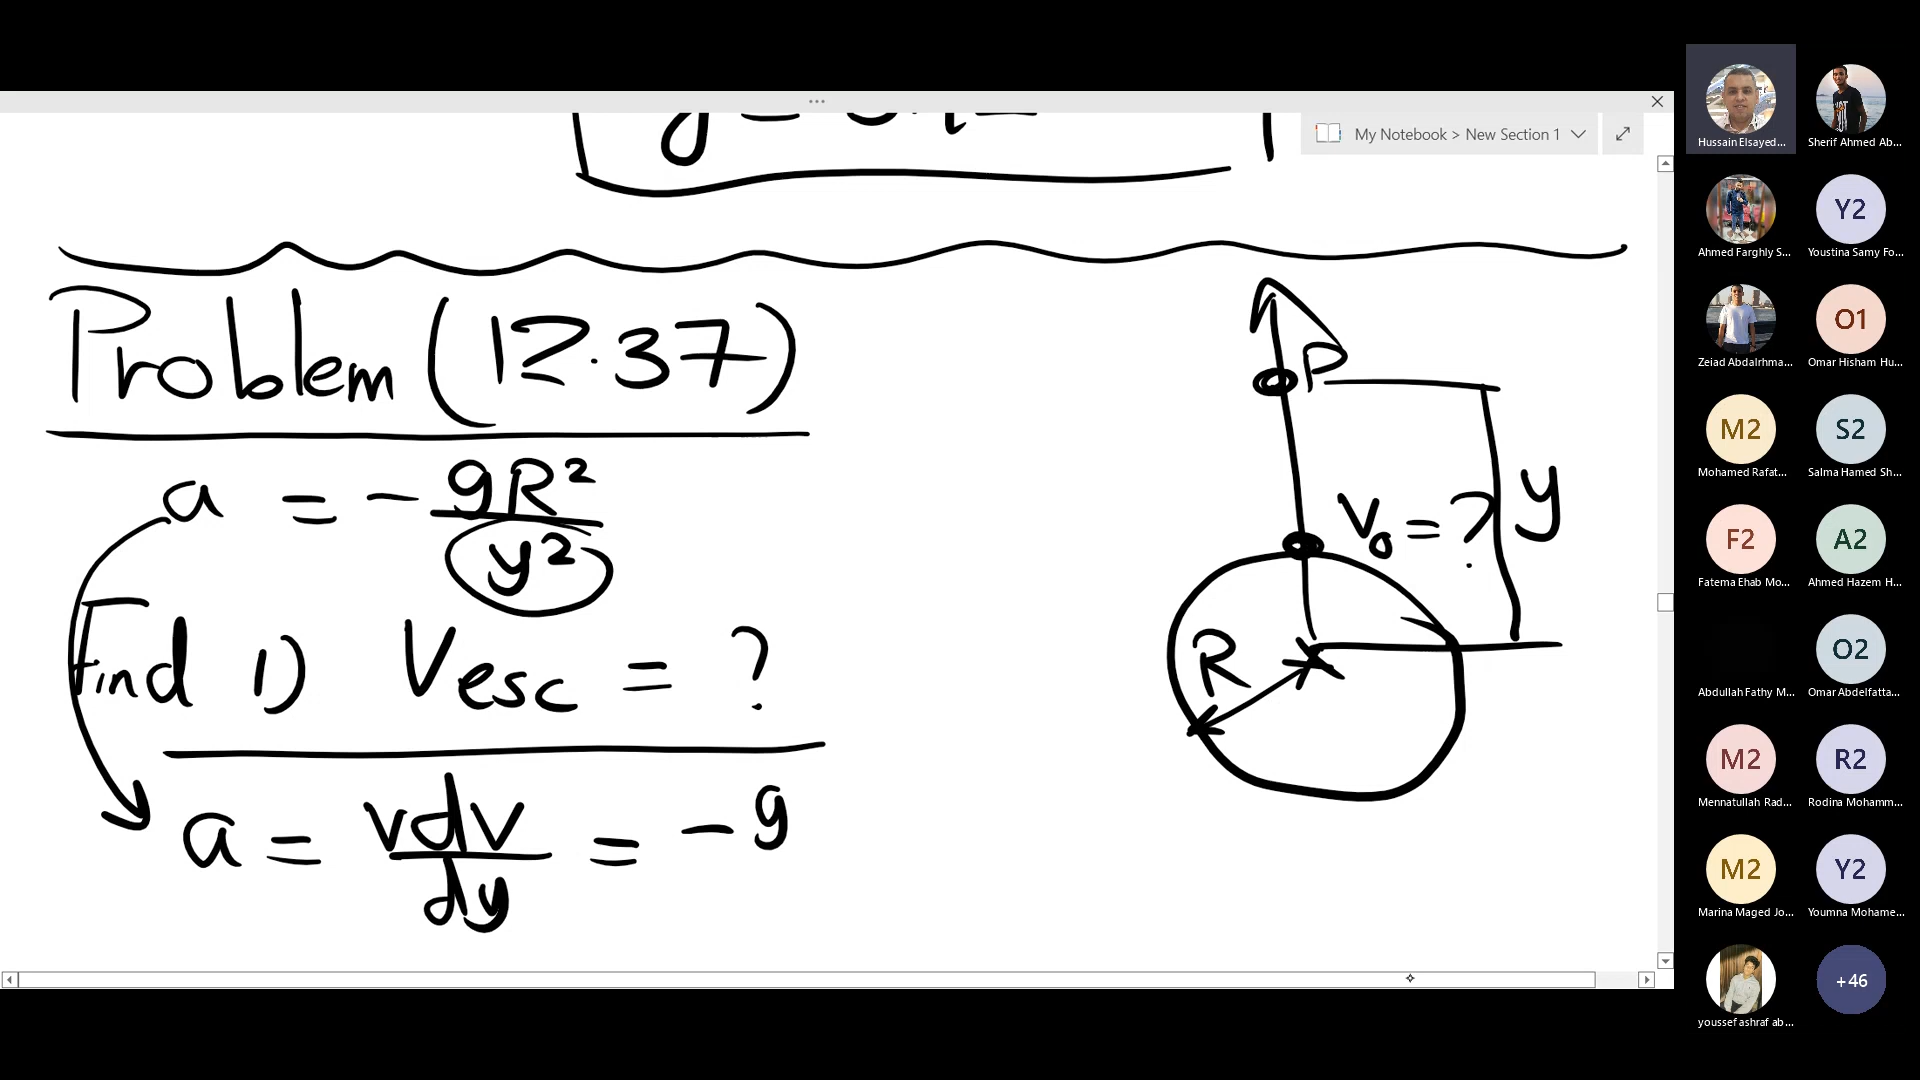 y =
My Notebook > New Section 1
Problem (12.37)
a = - gR² / y²
Find 1) Vesc = ?
a = vdv / dy = - g
P
V₀ = ?
y
R
Hussain Elsayed...
Sherif Ahmed Ab...
Ahmed Farghly S...
Y2
Youstina Samy Fo...
Zeiad Abdalrhma...
O1
Omar Hisham Hu...
M2
Mohamed Rafat...
S2
Salma Hamed Sh...
F2
Fatema Ehab Mo...
A2
Ahmed Hazem H...
Abdullah Fathy M...
O2
Omar Abdelfatta...
M2
Mennatullah Rad...
R2
Rodina Mohamm...
M2
Marina Maged Jo...
Y2
Youmna Mohame...
youssef ashraf ab...
+46